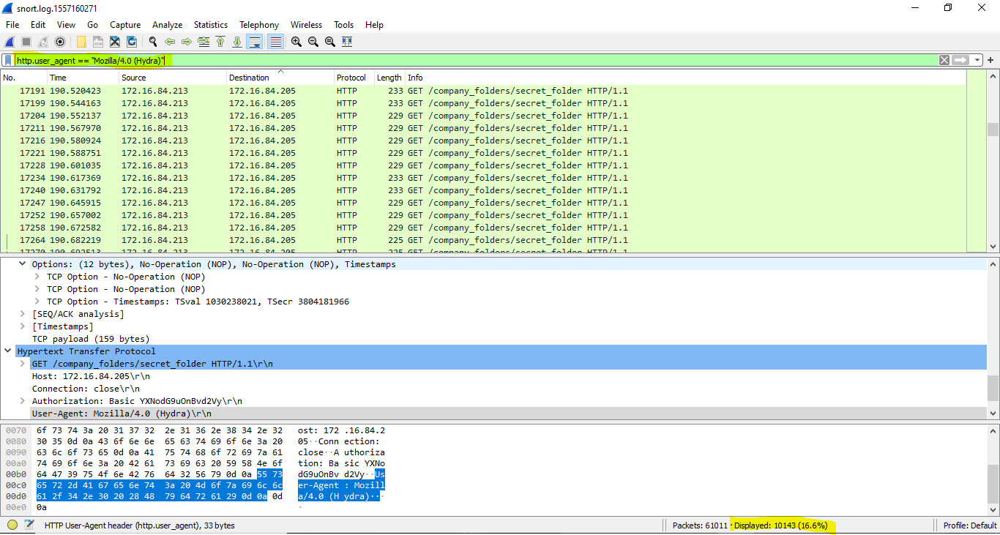 snort.log.1557160271
File Edit View Go Capture Analyze Statistics Telephony Wireless Tools Help
http.user_agent == "Mozilla/4.0 (Hydra)"
No. Time Source Destination Protocol Length Info
17191 190.520423 172.16.84.213 172.16.84.205 HTTP 233 GET /company_folders/secret_folder HTTP/1.1
17199 190.544163 172.16.84.213 172.16.84.205 HTTP 233 GET /company_folders/secret_folder HTTP/1.1
17204 190.552137 172.16.84.213 172.16.84.205 HTTP 229 GET /company_folders/secret_folder HTTP/1.1
17211 190.567970 172.16.84.213 172.16.84.205 HTTP 229 GET /company_folders/secret_folder HTTP/1.1
17216 190.580924 172.16.84.213 172.16.84.205 HTTP 229 GET /company_folders/secret_folder HTTP/1.1
17221 190.588751 172.16.84.213 172.16.84.205 HTTP 229 GET /company_folders/secret_folder HTTP/1.1
17228 190.601035 172.16.84.213 172.16.84.205 HTTP 229 GET /company_folders/secret_folder HTTP/1.1
17234 190.617369 172.16.84.213 172.16.84.205 HTTP 233 GET /company_folders/secret_folder HTTP/1.1
17240 190.631792 172.16.84.213 172.16.84.205 HTTP 233 GET /company_folders/secret_folder HTTP/1.1
17247 190.645915 172.16.84.213 172.16.84.205 HTTP 229 GET /company_folders/secret_folder HTTP/1.1
17252 190.657002 172.16.84.213 172.16.84.205 HTTP 229 GET /company_folders/secret_folder HTTP/1.1
17258 190.672582 172.16.84.213 172.16.84.205 HTTP 229 GET /company_folders/secret_folder HTTP/1.1
17264 190.682219 172.16.84.213 172.16.84.205 HTTP 225 GET /company_folders/secret_folder HTTP/1.1
17270 190.692513 172.16.84.213 172.16.84.205 HTTP 225 GET /company_folders/secret_folder HTTP/1.1
Options: (12 bytes), No-Operation (NOP), No-Operation (NOP), Timestamps
TCP Option - No-Operation (NOP)
TCP Option - No-Operation (NOP)
TCP Option - Timestamps: TSval 1030238021, TSecr 3804181966
[SEQ/ACK analysis]
[Timestamps]
TCP payload (159 bytes)
Hypertext Transfer Protocol
GET /company_folders/secret_folder HTTP/1.1\r\n
Host: 172.16.84.205\r\n
Connection: close\r\n
Authorization: Basic YXNodG9uOnBvd2Vy\r\n
User-Agent: Mozilla/4.0 (Hydra)\r\n
0070 6f 73 74 3a 20 31 37 32 2e 31 36 2e 38 34 2e 32 ost: 172 .16.84.2
0080 30 35 0d 0a 43 6f 6e 6e 65 63 74 69 6f 6e 3a 20 05··Conn ection:
0090 63 6c 6f 73 65 0d 0a 41 75 74 68 6f 72 69 7a 61 close··A uthoriza
00a0 74 69 6f 6e 3a 20 42 61 73 69 63 20 59 58 4e 6f tion: Ba sic YXNo
00b0 64 47 39 75 4f 6e 42 76 64 32 56 79 0d 0a 55 73 dG9uOnBv d2Vy··Us
00c0 65 72 2d 41 67 65 6e 74 3a 20 4d 6f 7a 69 6c 6c er-Agent : Mozill
00d0 61 2f 34 2e 30 20 28 48 79 64 72 61 29 0d 0a 0d a/4.0 (H ydra)···
00e0 0a ·
HTTP User-Agent header (http.user_agent), 33 bytes
Packets: 61011 · Displayed: 10143 (16.6%)
Profile: Default